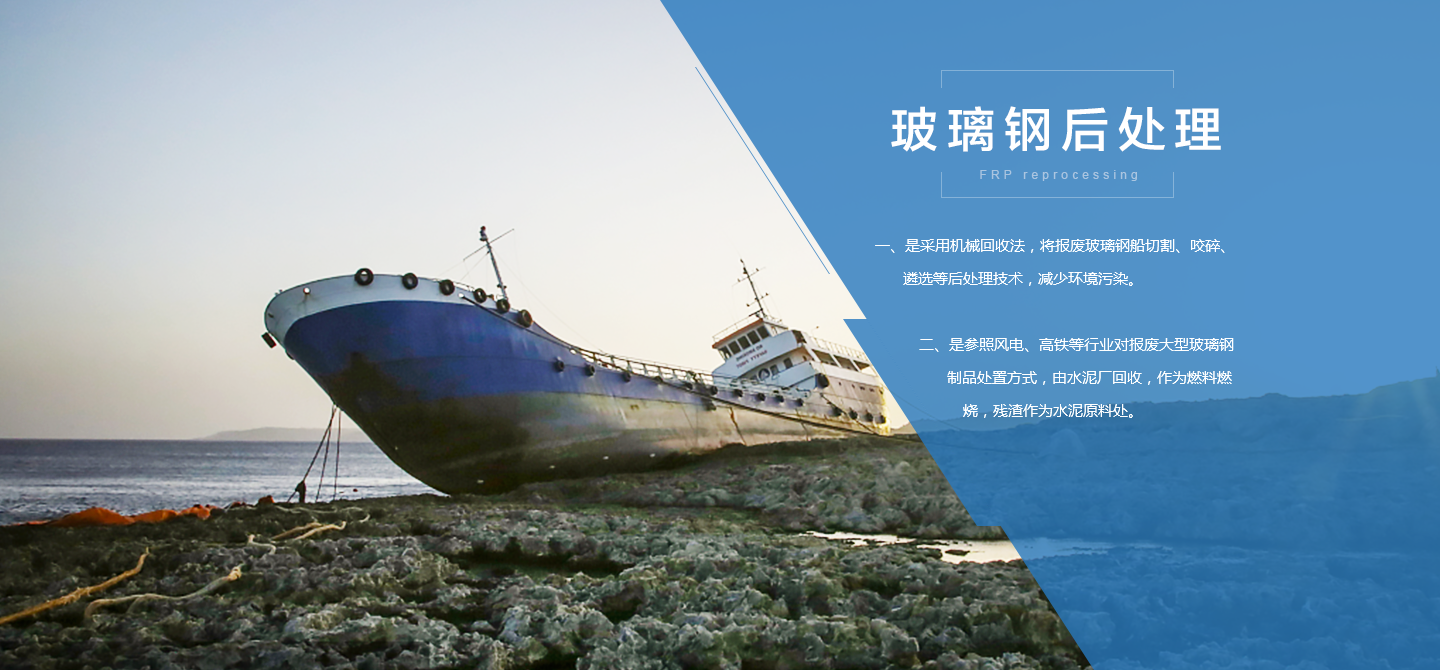 玻璃钢后处理
FRP reprocessing
一、是采用机械回收法，将报废玻璃钢船切割、咬碎、
遴选等后处理技术，减少环境污染。
二、是参照风电、高铁等行业对报废大型玻璃钢
制品处置方式，由水泥厂回收，作为燃料燃
烧，残渣作为水泥原料处。